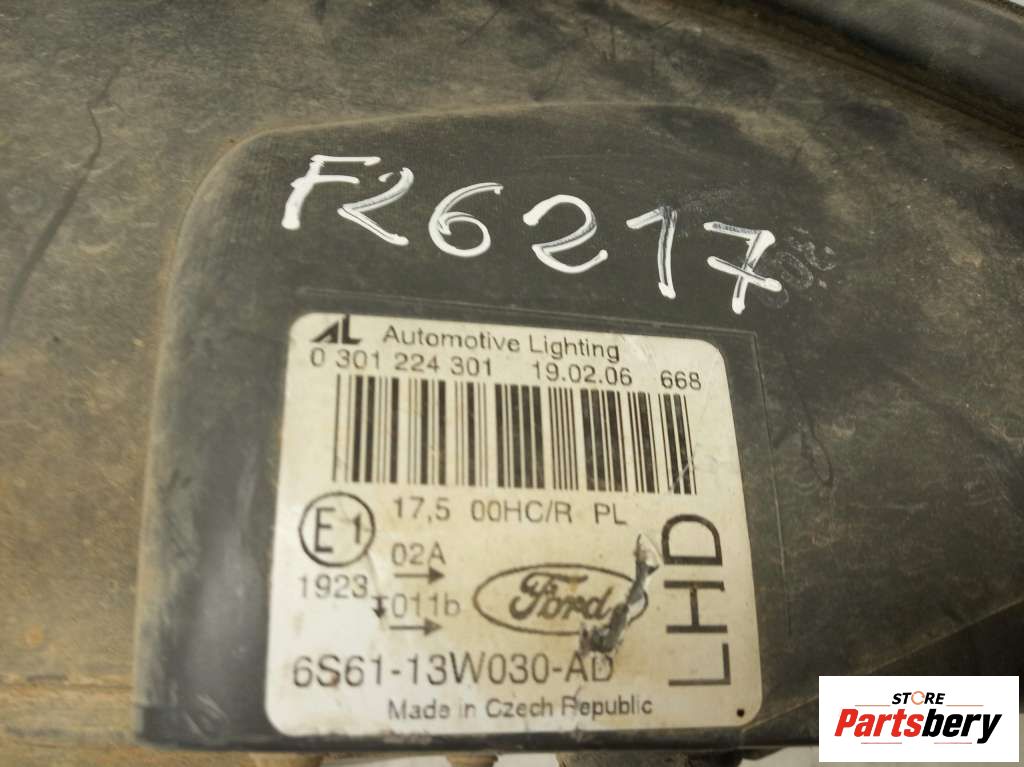 F26217
AL Automotive Lighting
0 301 224 301 19.02.06 668
17,5 00HC/R PL
E1
02A
1923
011b
Ford
LHD
6S61-13W030-AD
Made in Czech Republic
STORE
Partsbery